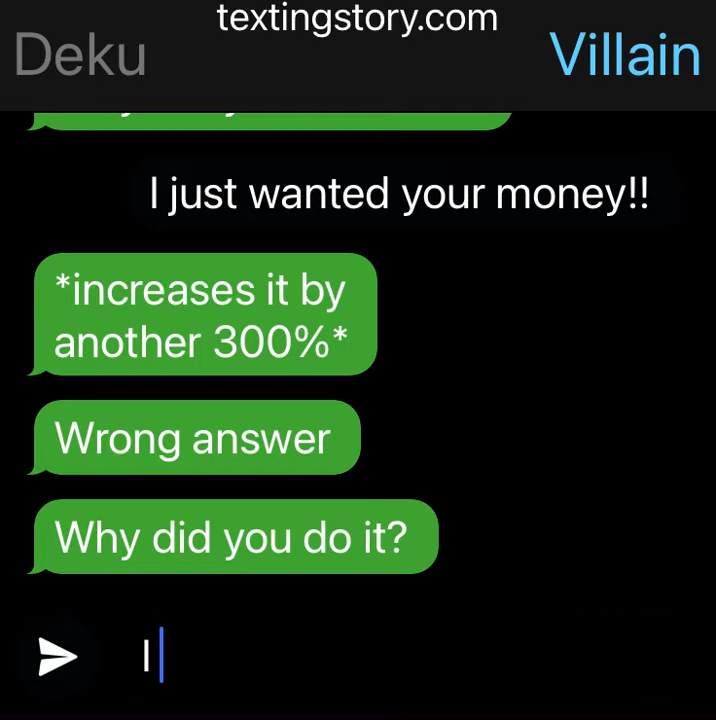 textingstory.com
Deku
Villain
I just wanted your money!!
*increases it by
another 300%*
Wrong answer
Why did you do it?
I